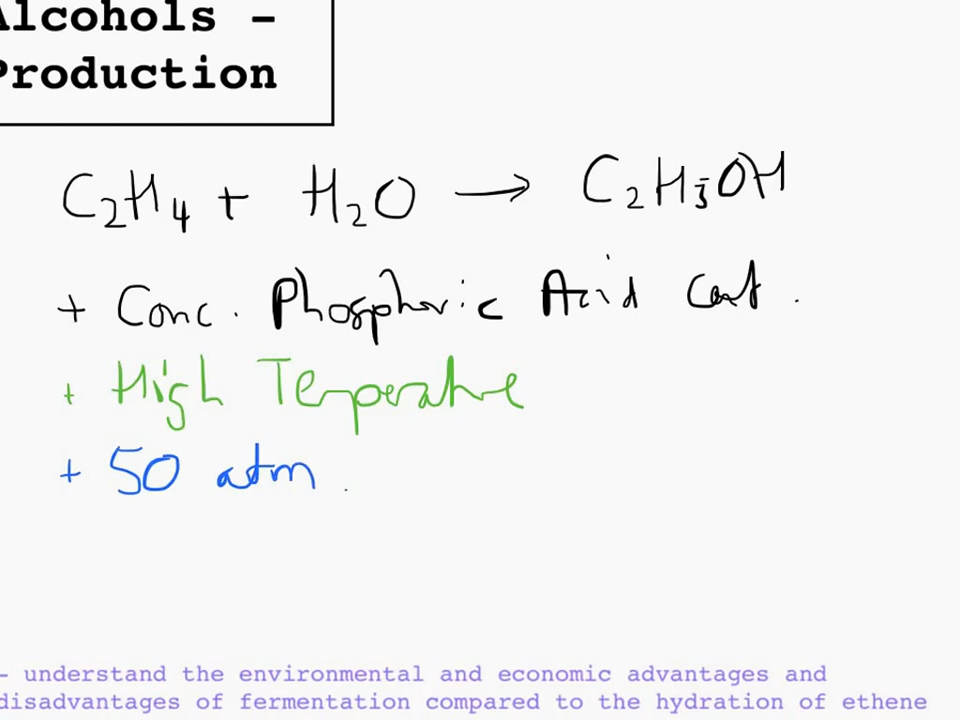 Alcohols -
Production
C₂H₄ + H₂O → C₂H₅OH
+ Conc. Phosphoric Acid Cat.
+ High Temperature
+ 50 atm.
- understand the environmental and economic advantages and
disadvantages of fermentation compared to the hydration of ethene